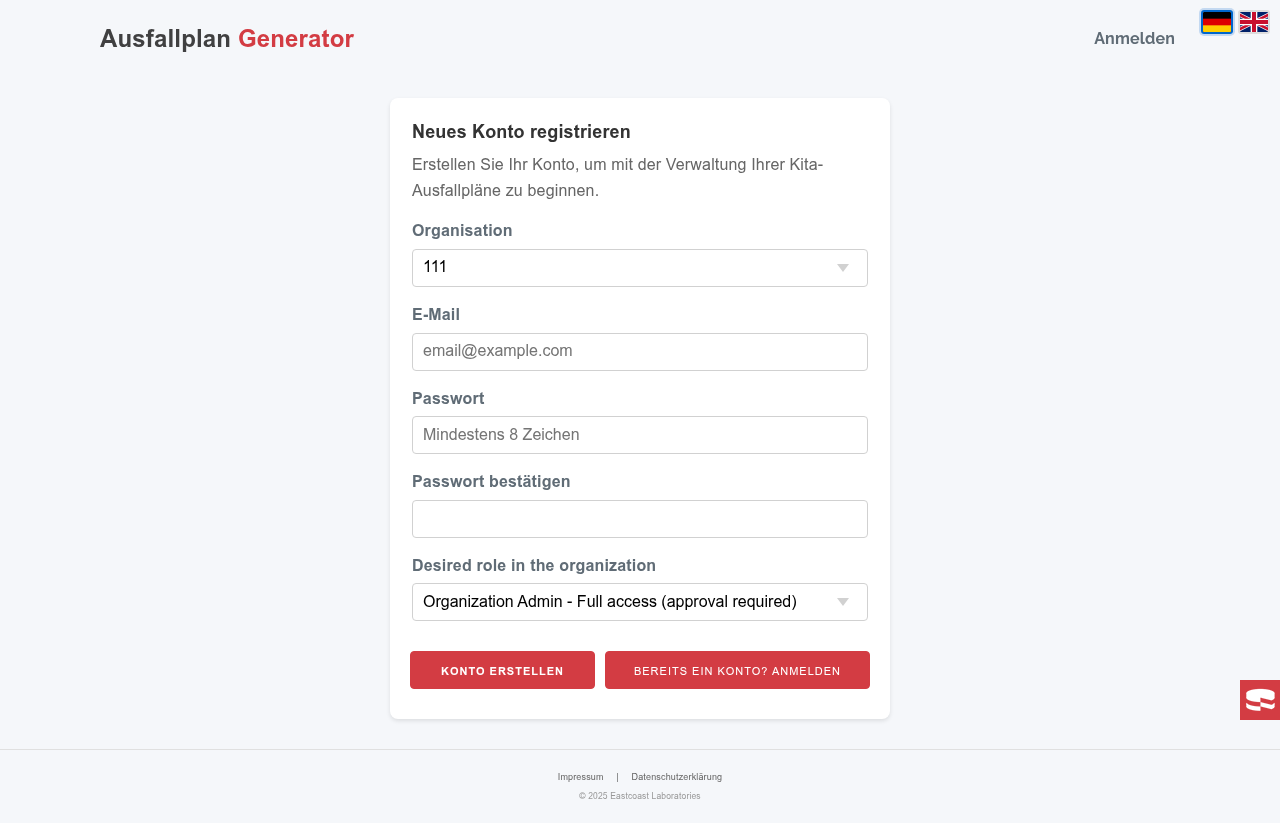 Ausfallplan Generator
Anmelden
Neues Konto registrieren
Erstellen Sie Ihr Konto, um mit der Verwaltung Ihrer Kita-
Ausfallpläne zu beginnen.
Organisation
111
E-Mail
email@example.com
Passwort
Mindestens 8 Zeichen
Passwort bestätigen
Desired role in the organization
Organization Admin - Full access (approval required)
KONTO ERSTELLEN
BEREITS EIN KONTO? ANMELDEN
Impressum | Datenschutzerklärung
© 2025 Eastcoast Laboratories